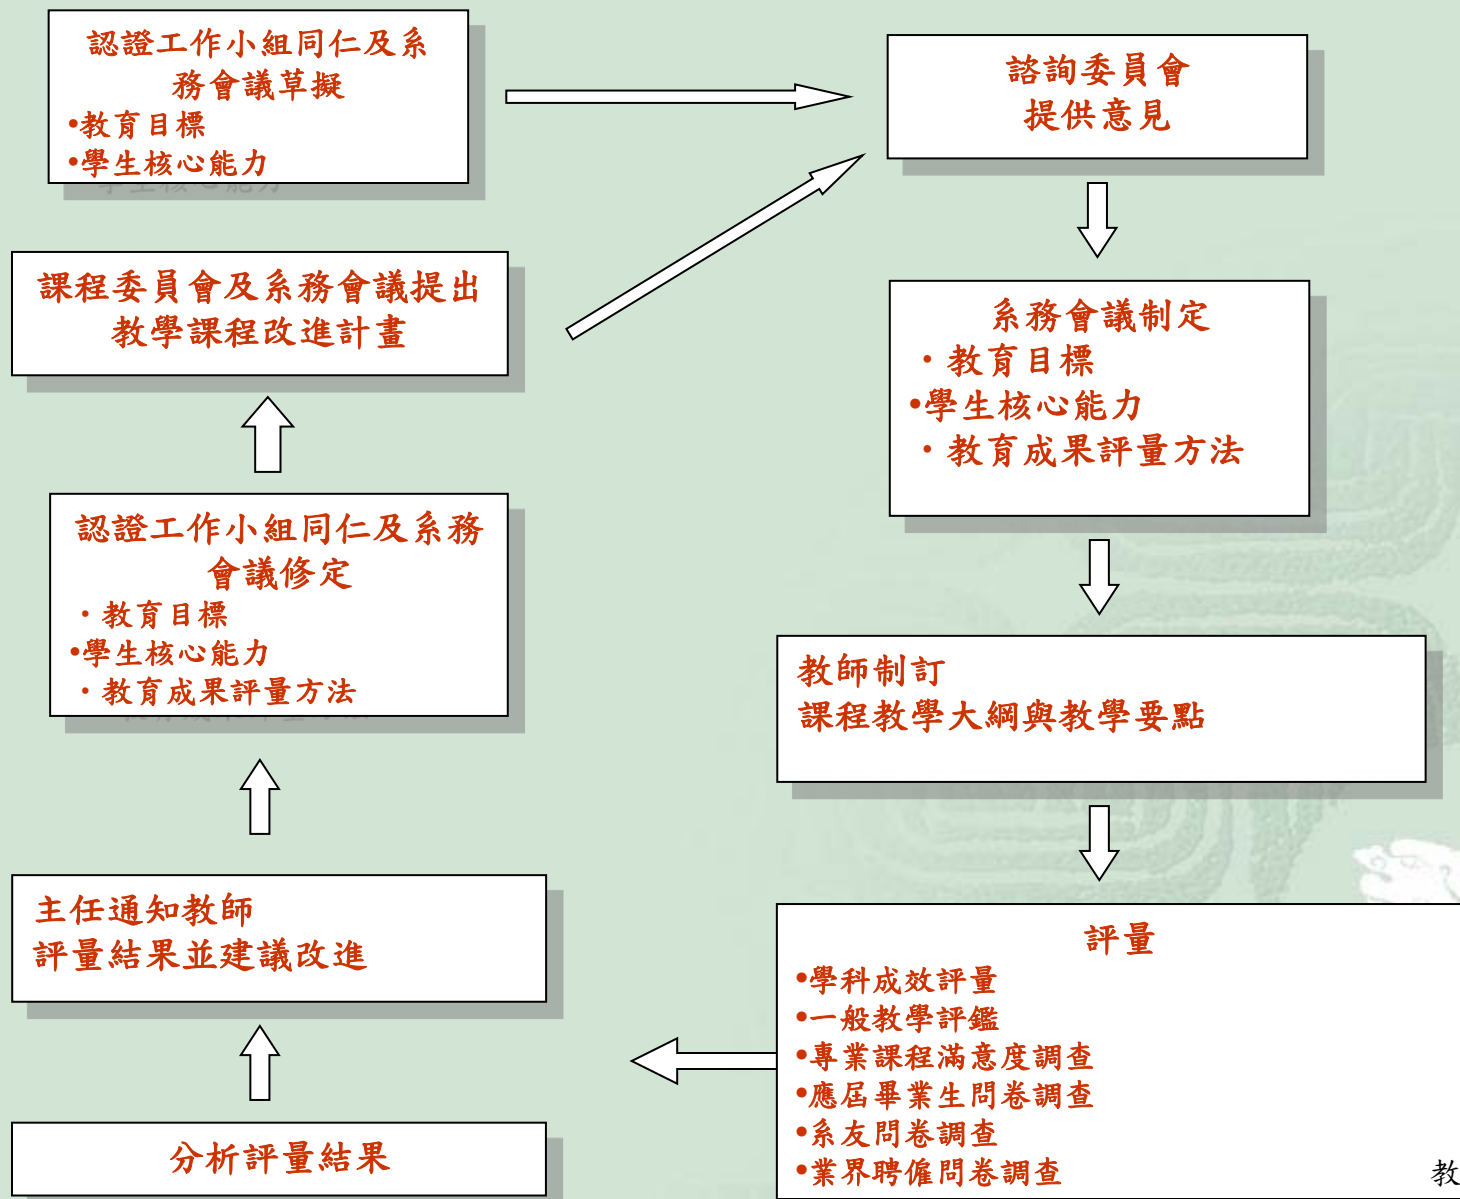 認證工作小組同仁及系
務會議草擬
•教育目標
•學生核心能力
諮詢委員會
提供意見
課程委員會及系務會議提出
教學課程改進計畫
系務會議制定
・教育目標
•學生核心能力
・教育成果評量方法
認證工作小組同仁及系務
會議修定
・教育目標
•學生核心能力
・教育成果評量方法
教師制訂
課程教學大綱與教學要點
主任通知教師
評量結果並建議改進
評量
•學科成效評量
•一般教學評鑑
•專業課程滿意度調查
•應屆畢業生問卷調查
•系友問卷調查
•業界聘僱問卷調查
分析評量結果
教